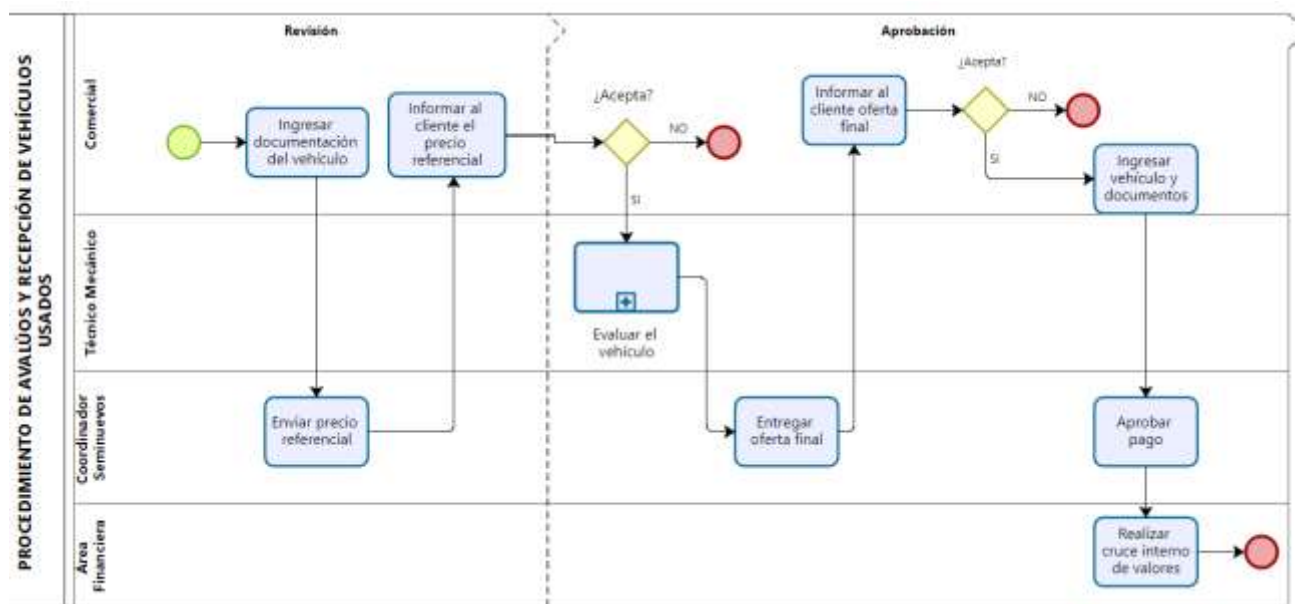 PROCEDIMIENTO DE AVALÚOS Y RECEPCIÓN DE VEHÍCULOS
USADOS
Revisión
Aprobación
Comercial
Ingresar
documentación
del vehículo
Informar al
cliente el
precio
referencial
¿Acepta?
NO
SI
Informar al
cliente oferta
final
¿Acepta?
NO
SI
Ingresar
vehículo y
documentos
Técnico Mecánico
Evaluar el
vehículo
Coordinador
Seminuevos
Enviar precio
referencial
Entregar
oferta final
Aprobar
pago
Área
Financiera
Realizar
cruce interno
de valores